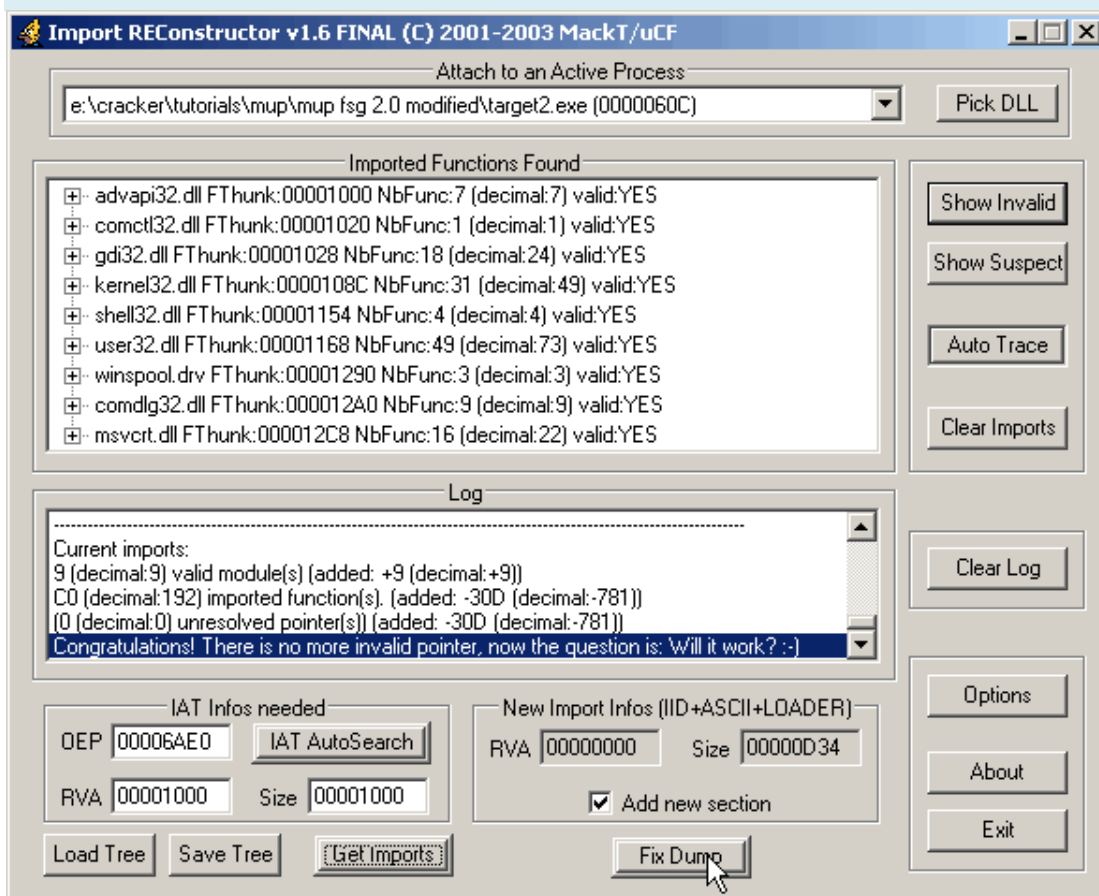 Import REConstructor v1.6 FINAL (C) 2001-2003 MackT/uCF
Attach to an Active Process
e:\cracker\tutorials\mup\mup fsg 2.0 modified\target2.exe (0000060C)
Pick DLL
Imported Functions Found
advapi32.dll FThunk:00001000 NbFunc:7 (decimal:7) valid:YES
comctl32.dll FThunk:00001020 NbFunc:1 (decimal:1) valid:YES
gdi32.dll FThunk:00001028 NbFunc:18 (decimal:24) valid:YES
kernel32.dll FThunk:0000108C NbFunc:31 (decimal:49) valid:YES
shell32.dll FThunk:00001154 NbFunc:4 (decimal:4) valid:YES
user32.dll FThunk:00001168 NbFunc:49 (decimal:73) valid:YES
winspool.drv FThunk:00001290 NbFunc:3 (decimal:3) valid:YES
comdlg32.dll FThunk:000012A0 NbFunc:9 (decimal:9) valid:YES
msvcrt.dll FThunk:000012C8 NbFunc:16 (decimal:22) valid:YES
Show Invalid
Show Suspect
Auto Trace
Clear Imports
Log
Current imports:
9 (decimal:9) valid module(s) (added: +9 (decimal:+9))
C0 (decimal:192) imported function(s). (added: -30D (decimal:-781))
(0 (decimal:0) unresolved pointer(s)) (added: -30D (decimal:-781))
Congratulations! There is no more invalid pointer, now the question is: Will it work? :-)
Clear Log
IAT Infos needed
OEP 00006AE0 IAT AutoSearch
RVA 00001000 Size 00001000
New Import Infos (IID+ASCII+LOADER)
RVA 00000000 Size 00000D34
Add new section
Load Tree Save Tree Get Imports
Fix Dump
Options
About
Exit